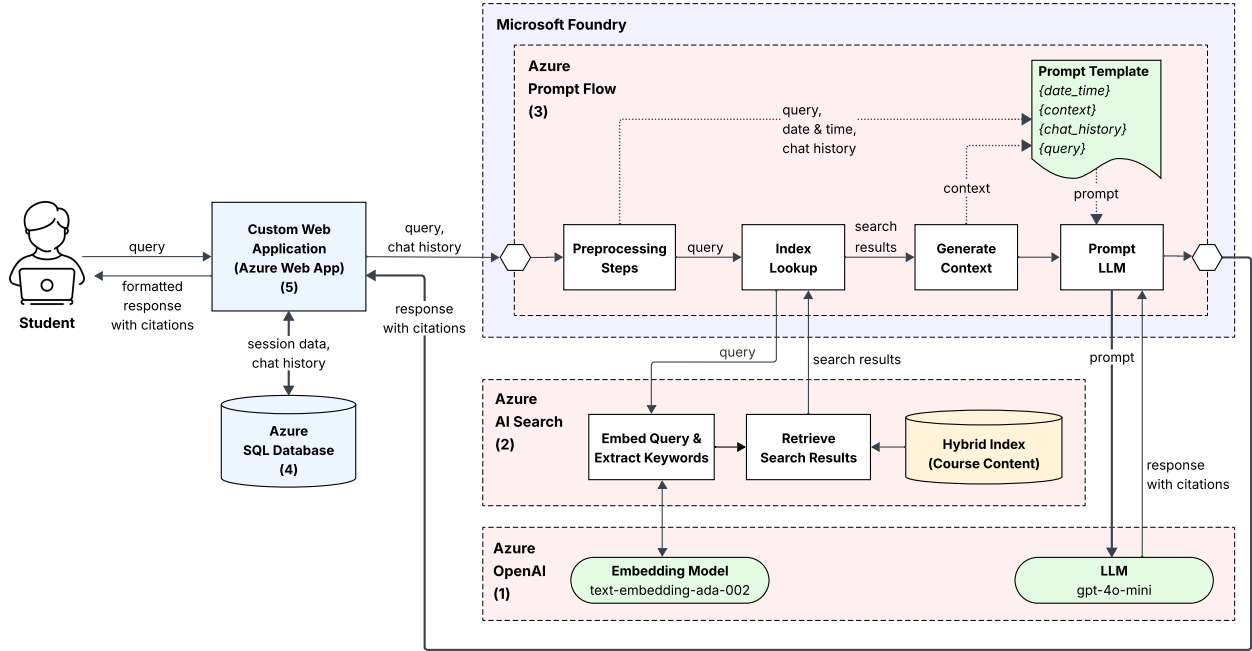 Microsoft Foundry
Azure
Prompt Flow
(3)
Prompt Template
{date_time}
{context}
{chat_history}
{query}
query,
date & time,
chat history
context
prompt
Student
query
formatted
response
with citations
Custom Web
Application
(Azure Web App)
(5)
query,
chat history
response
with citations
session data,
chat history
Azure
SQL Database
(4)
Preprocessing
Steps
query
Index
Lookup
search
results
Generate
Context
Prompt
LLM
query
search results
prompt
response
with citations
Azure
AI Search
(2)
Embed Query &
Extract Keywords
Retrieve
Search Results
Hybrid Index
(Course Content)
Azure
OpenAI
(1)
Embedding Model
text-embedding-ada-002
LLM
gpt-4o-mini